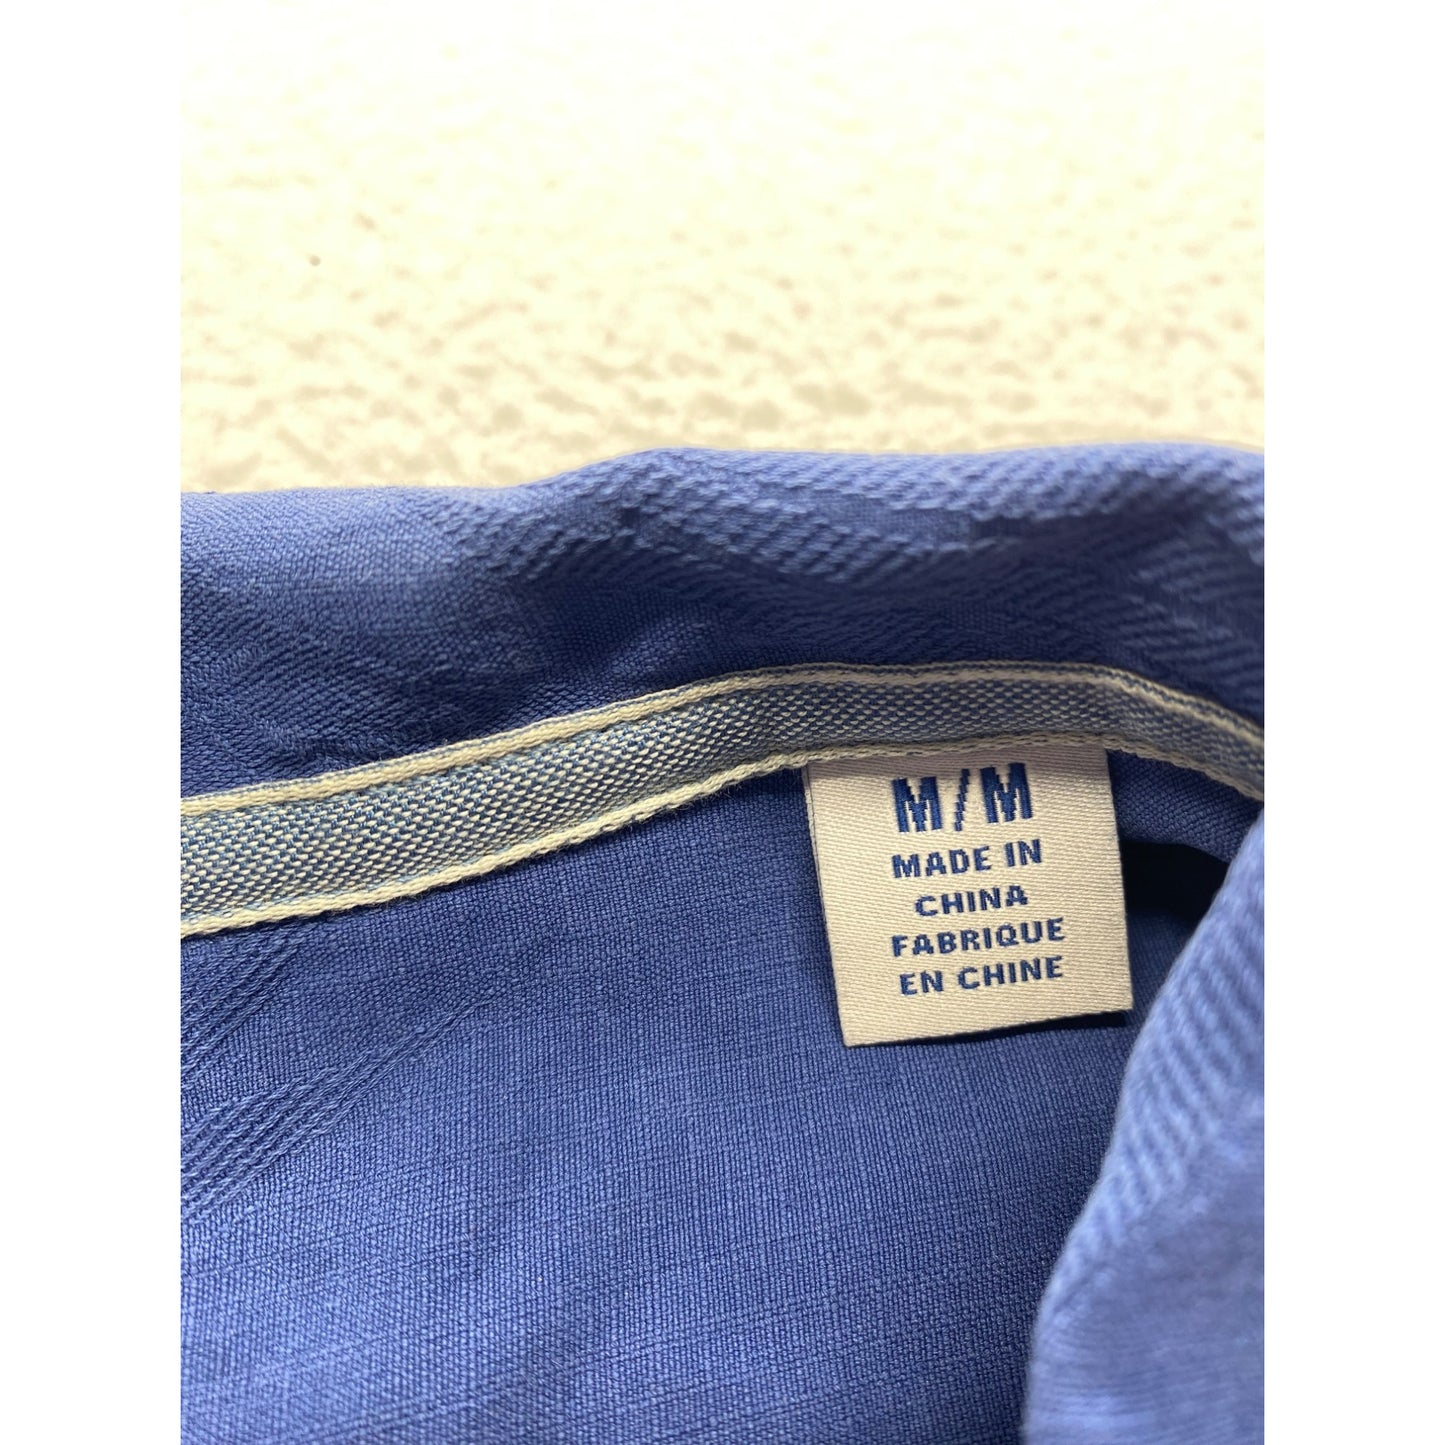 M/M
MADE IN
CHINA
FABRIQUE
EN CHINE